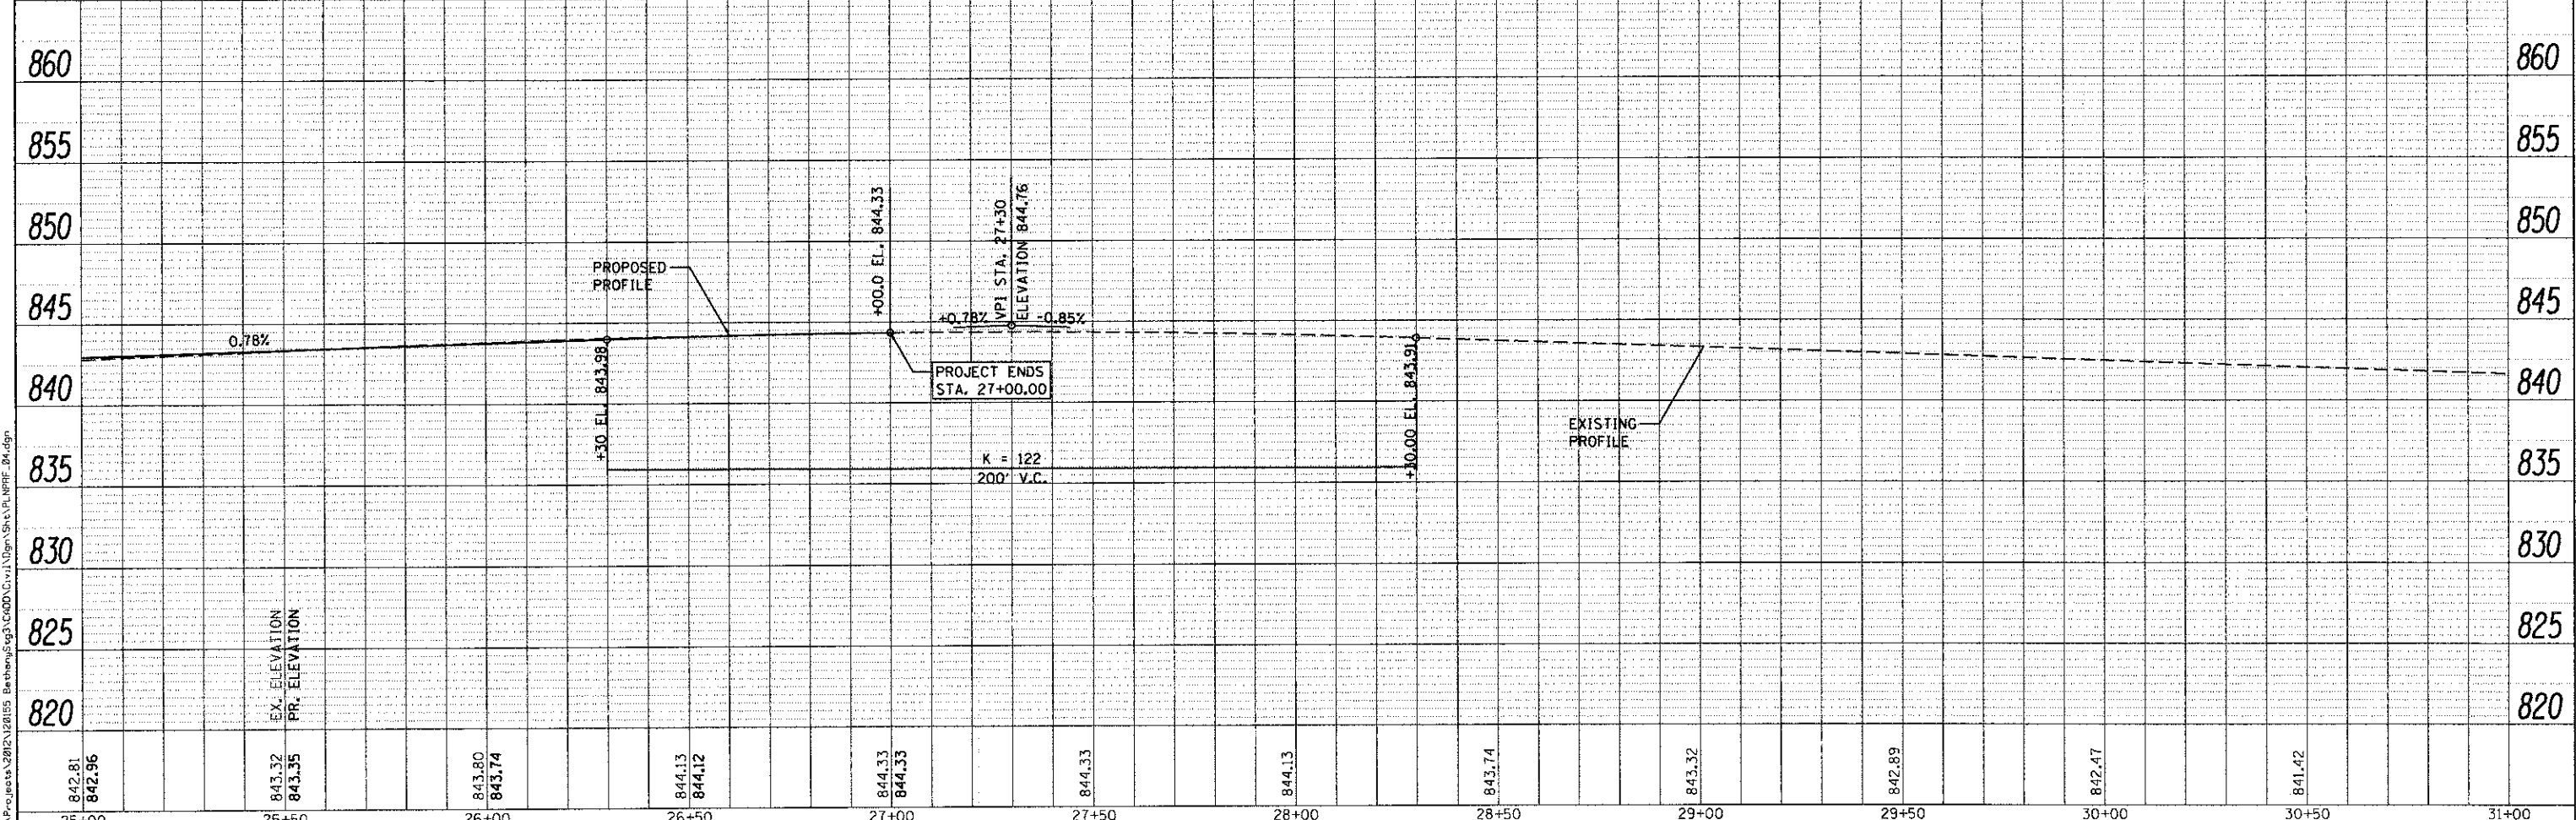 860 860
855 855
850 850
845 845
840 840
835 835
830 830
825 825
820 820
0.78%
PROPOSED
PROFILE
+30 EL. 843.98
+00.0 EL. 844.33
VPI STA. 27+30
ELEVATION 844.76
+0.78% -0.85%
PROJECT ENDS
STA. 27+00.00
K = 122
200' V.C.
+30.00 EL. 843.91
EXISTING
PROFILE
EX. ELEVATION
PR. ELEVATION
842.81
842.96
843.32
843.35
843.80
843.74
844.13
844.12
844.33
844.33
844.33
844.13
843.74
843.32
842.89
842.47
841.42
25+00 25+50 26+00 26+50 27+00 27+50 28+00 28+50 29+00 29+50 30+00 30+50 31+00